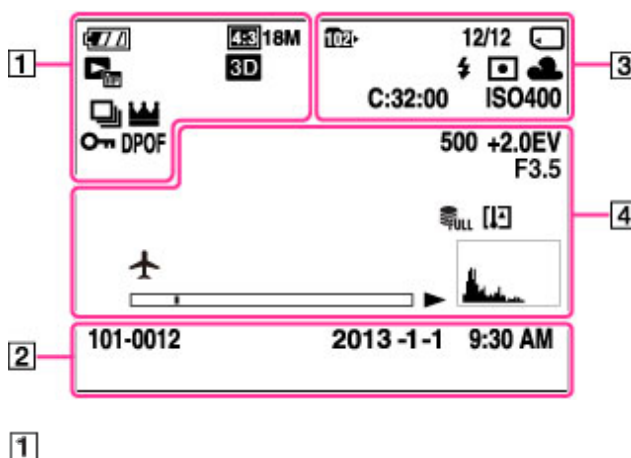 4:3 18M
102
12/12
3D
C:32:00 ISO400
DPOF
500 +2.0EV
F3.5
FULL
101-0012 2013 -1 -1 9:30 AM
1
3
4
2
1